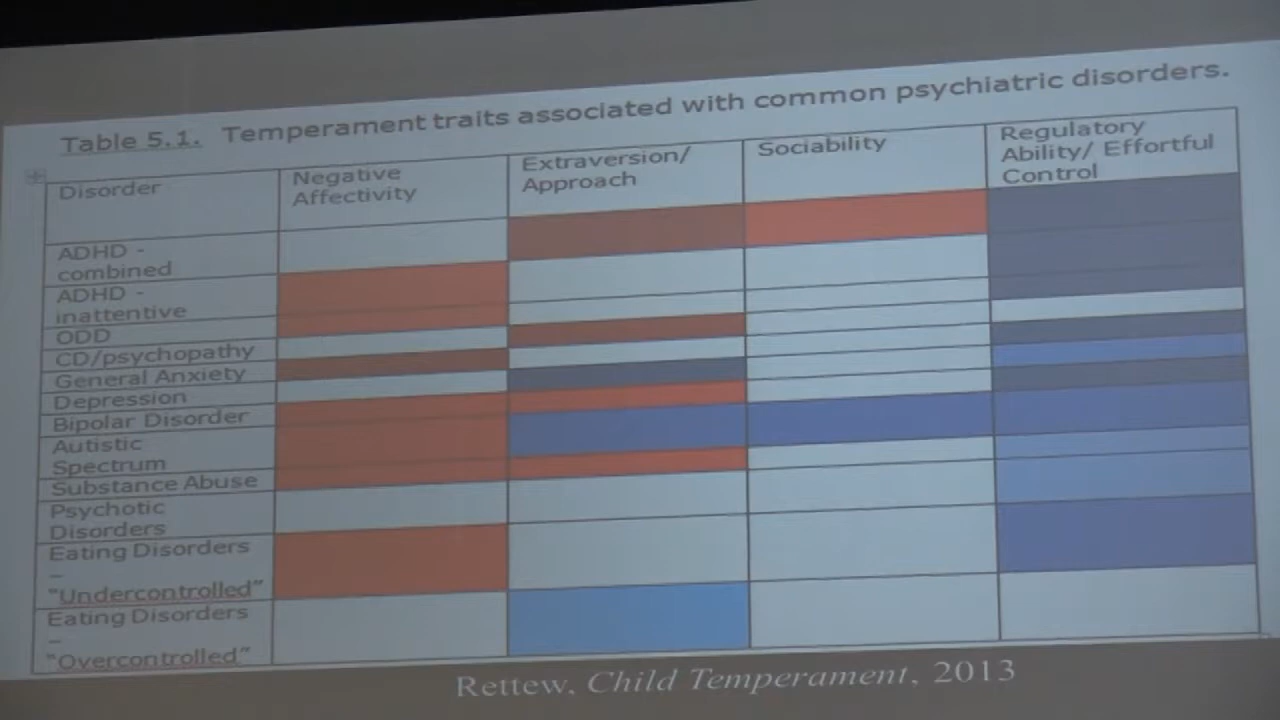 Table 5.1. Temperament traits associated with common psychiatric disorders.
Disorder
Negative
Affectivity
Extraversion/
Approach
Sociability
Regulatory
Ability/ Effortful
Control
ADHD -
combined
ADHD -
inattentive
ODD
CD/psychopathy
General Anxiety
Depression
Bipolar Disorder
Autistic
Spectrum
Substance Abuse
Psychotic
Disorders
Eating Disorders
–
"Undercontrolled"
Eating Disorders
–
"Overcontrolled"
Rettew, Child Temperament, 2013